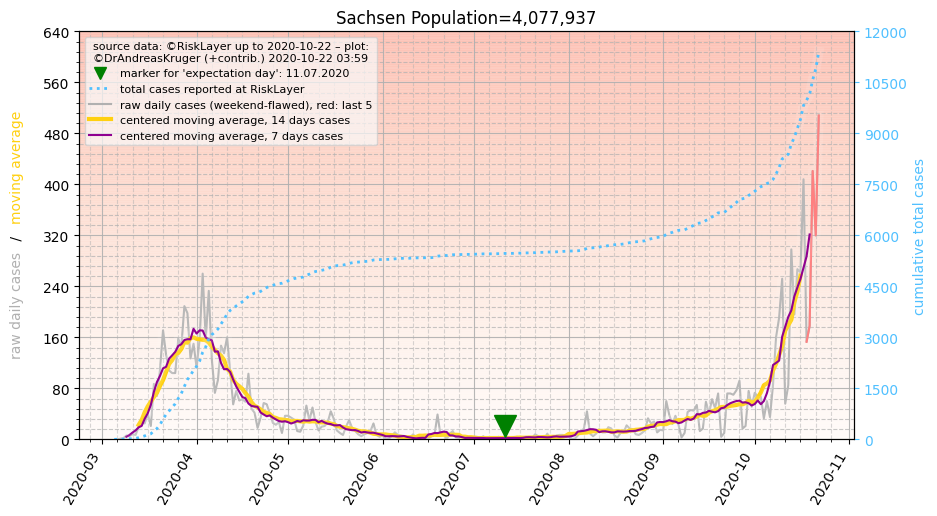 Sachsen Population=4,077,937
source data: ©RiskLayer up to 2020-10-22 – plot:
©DrAndreasKruger (+contrib.) 2020-10-22 03:59
marker for 'expectation day': 11.07.2020
total cases reported at RiskLayer
raw daily cases (weekend-flawed), red: last 5
centered moving average, 14 days cases
centered moving average, 7 days cases
raw daily cases / moving average
640
560
480
400
320
240
160
80
0
12000
10500
9000
7500
6000
4500
3000
1500
0
cumulative total cases
2020-03
2020-04
2020-05
2020-06
2020-07
2020-08
2020-09
2020-10
2020-11